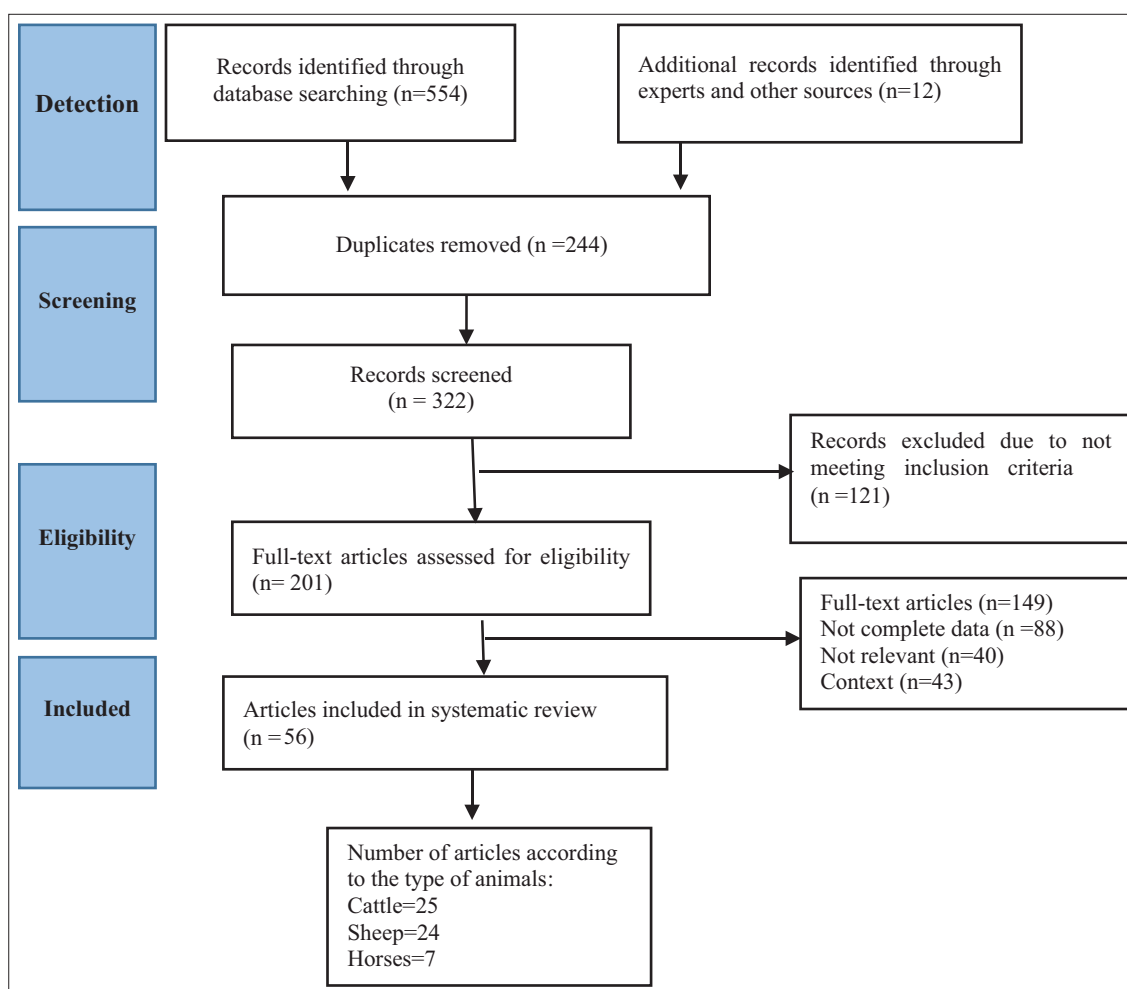 Detection
Records identified through
database searching (n=554)
Additional records identified through
experts and other sources (n=12)
Duplicates removed (n =244)
Screening
Records screened
(n = 322)
Records excluded due to not
meeting inclusion criteria
(n =121)
Eligibility
Full-text articles assessed for eligibility
(n= 201)
Full-text articles (n=149)
Not complete data (n =88)
Not relevant (n=40)
Context (n=43)
Included
Articles included in systematic review
(n = 56)
Number of articles according
to the type of animals:
Cattle=25
Sheep=24
Horses=7